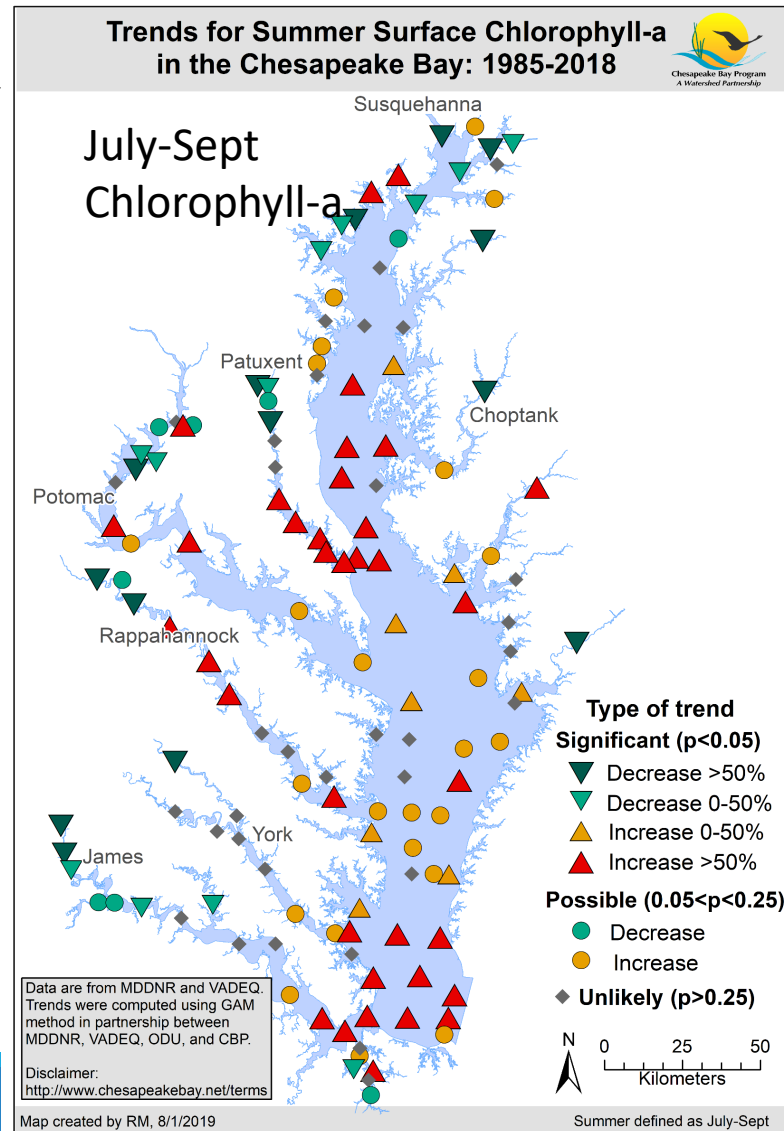 Trends for Summer Surface Chlorophyll-a
in the Chesapeake Bay: 1985-2018
Chesapeake Bay Program
A Watershed Partnership
July-Sept
Chlorophyll-a
Susquehanna
Patuxent
Choptank
Potomac
Rappahannock
York
James
Type of trend
Significant (p<0.05)
Decrease >50%
Decrease 0-50%
Increase 0-50%
Increase >50%
Possible (0.05<p<0.25)
Decrease
Increase
Unlikely (p>0.25)
N
0 25 50
Kilometers
Data are from MDDNR and VADEQ.
Trends were computed using GAM
method in partnership between
MDDNR, VADEQ, ODU, and CBP.
Disclaimer:
http://www.chesapeakebay.net/terms
Map created by RM, 8/1/2019
Summer defined as July-Sept